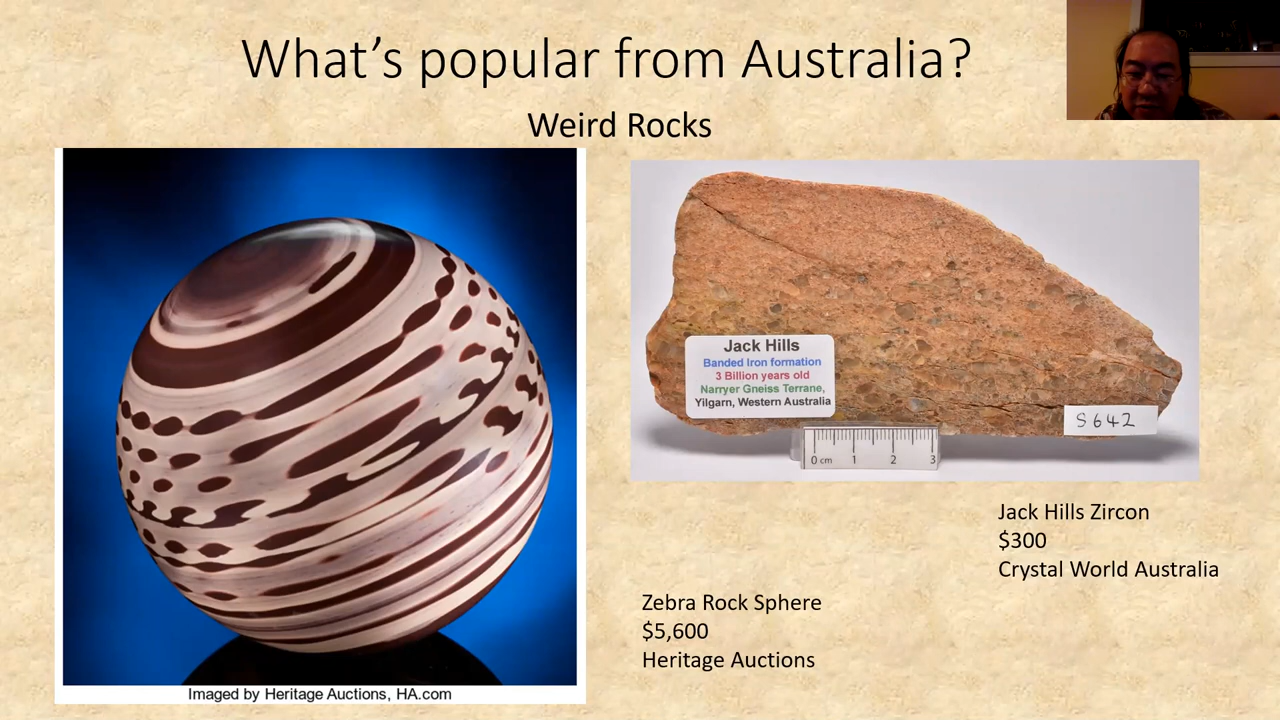 What's popular from Australia?
Weird Rocks
Jack Hills
Banded Iron formation
3 Billion years old
Narryer Gneiss Terrane,
Yilgarn, Western Australia
S642
0 cm 1 2 3
Jack Hills Zircon
$300
Crystal World Australia
Zebra Rock Sphere
$5,600
Heritage Auctions
Imaged by Heritage Auctions, HA.com